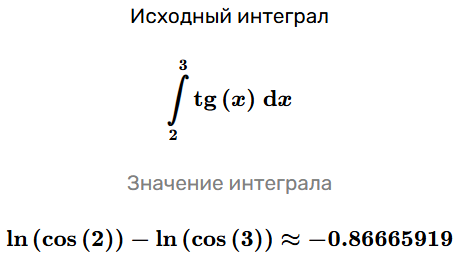 Исходный интеграл
∫₂³ tg (x) dx
Значение интеграла
ln (cos (2)) − ln (cos (3)) ≈ −0.86665919